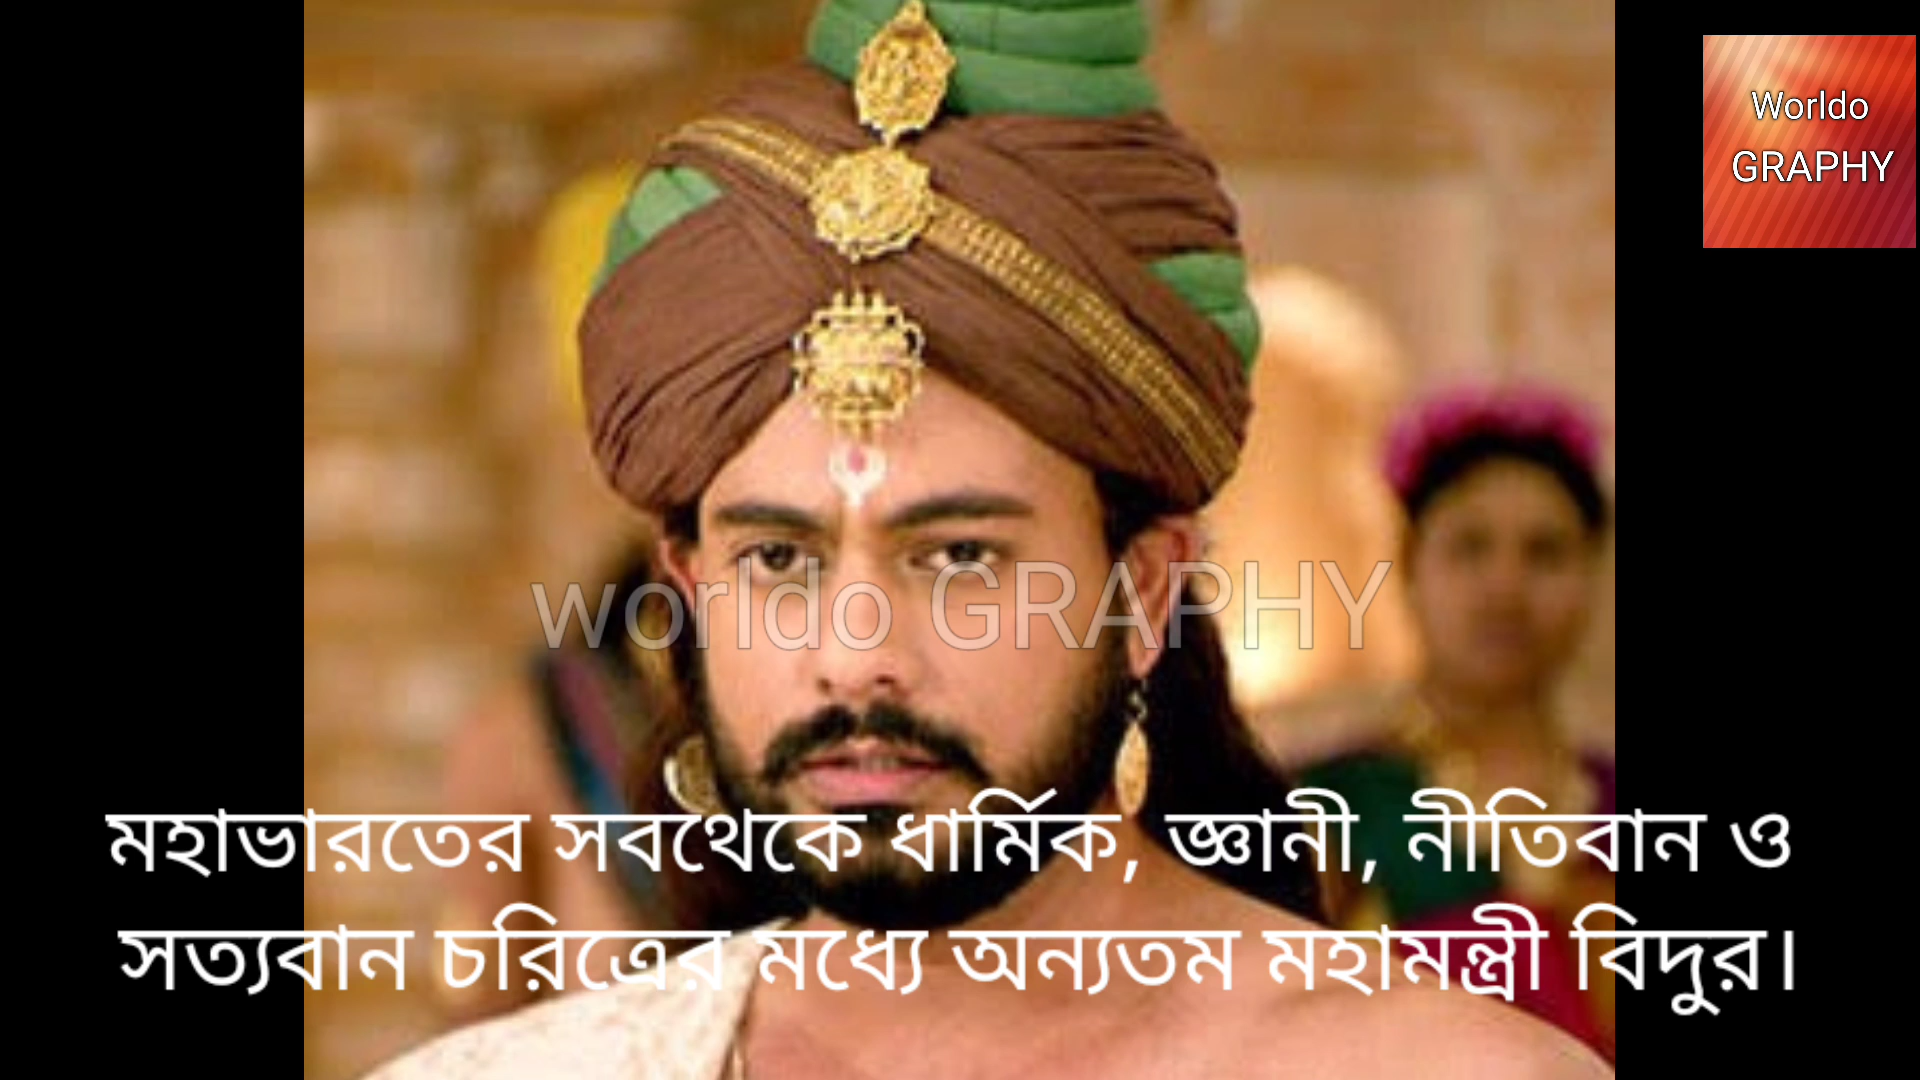 Worldo
GRAPHY
worldo GRAPHY
মহাভারতের সবথেকে ধার্মিক, জ্ঞানী, নীতিবান ও
সত্যবান চরিত্রের মধ্যে অন্যতম মহামন্ত্রী বিদুর।